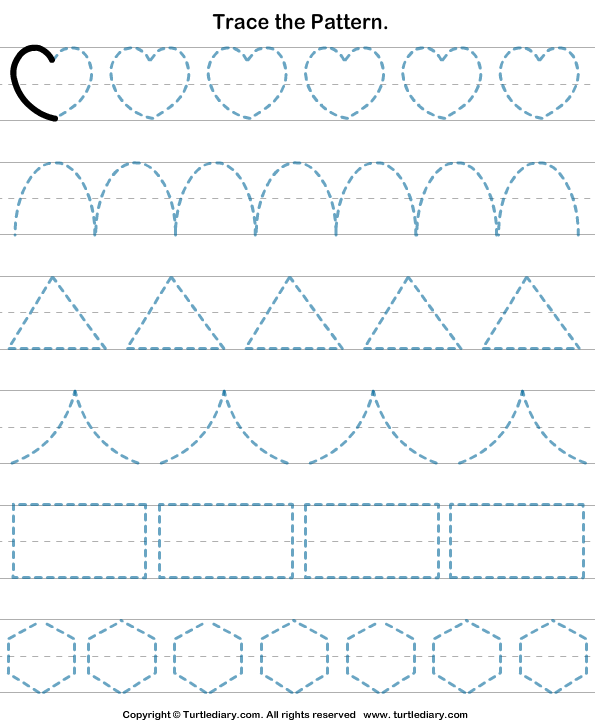 Trace the Pattern.
Copyright © Turtlediary.com. All rights reserved www. turtlediary.com